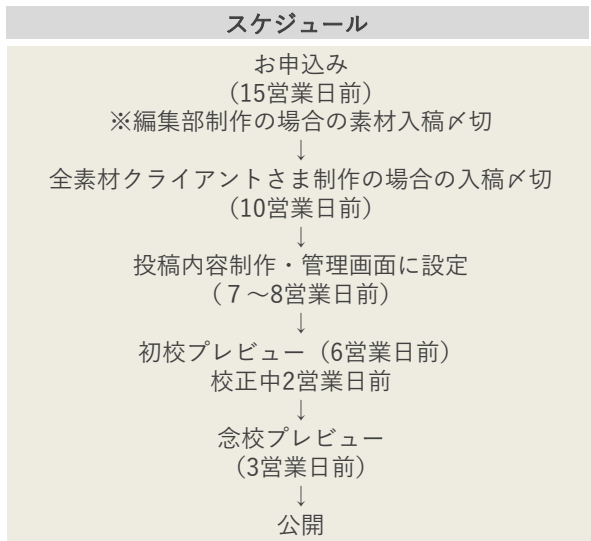 スケジュール
お申込み
（15営業日前）
※編集部制作の場合の素材入稿〆切
↓
全素材クライアントさま制作の場合の入稿〆切
（10営業日前）
↓
投稿内容制作・管理画面に設定
（７～8営業日前）
↓
初校プレビュー（6営業日前）
校正中2営業日前
↓
念校プレビュー
（3営業日前）
↓
公開